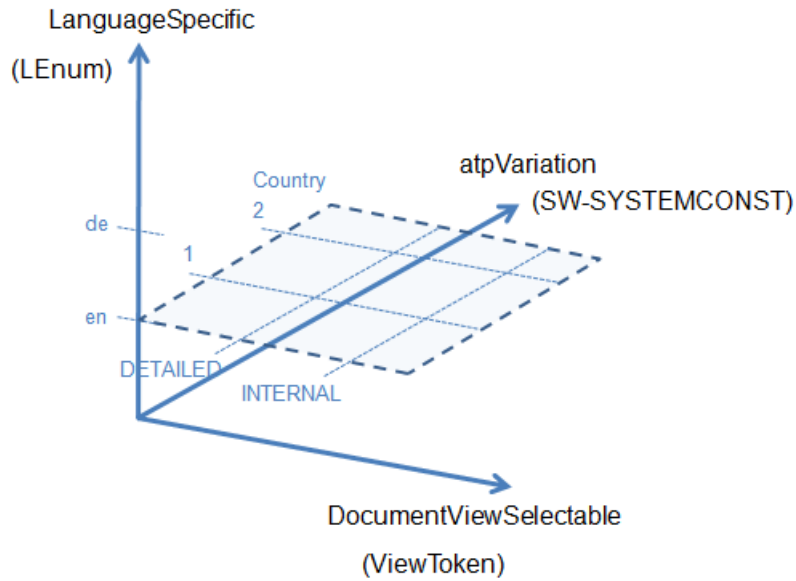 LanguageSpecific
(LEnum)
atpVariation
(SW-SYSTEMCONST)
Country
2
de
1
en
DETAILED
INTERNAL
DocumentViewSelectable
(ViewToken)